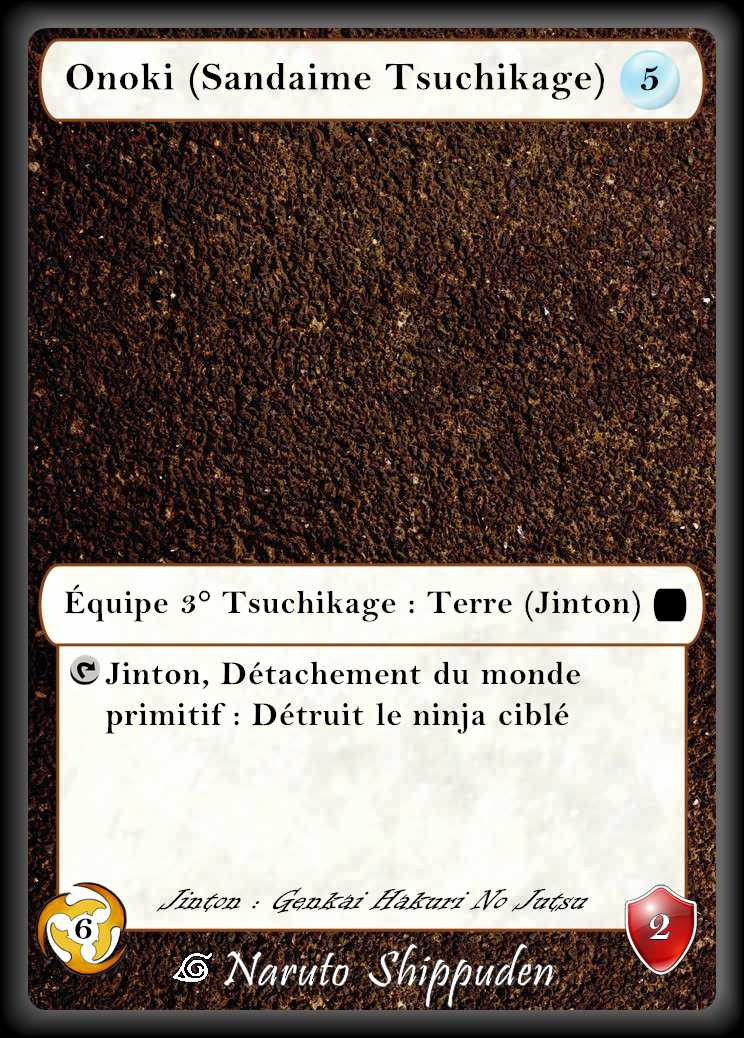 Onoki (Sandaime Tsuchikage) 5
Équipe 3° Tsuchikage : Terre (Jinton)
Jinton, Détachement du monde
primitif : Détruit le ninja ciblé
Jinton : Genkai Hakuri No Jutsu
6
2
Naruto Shippuden